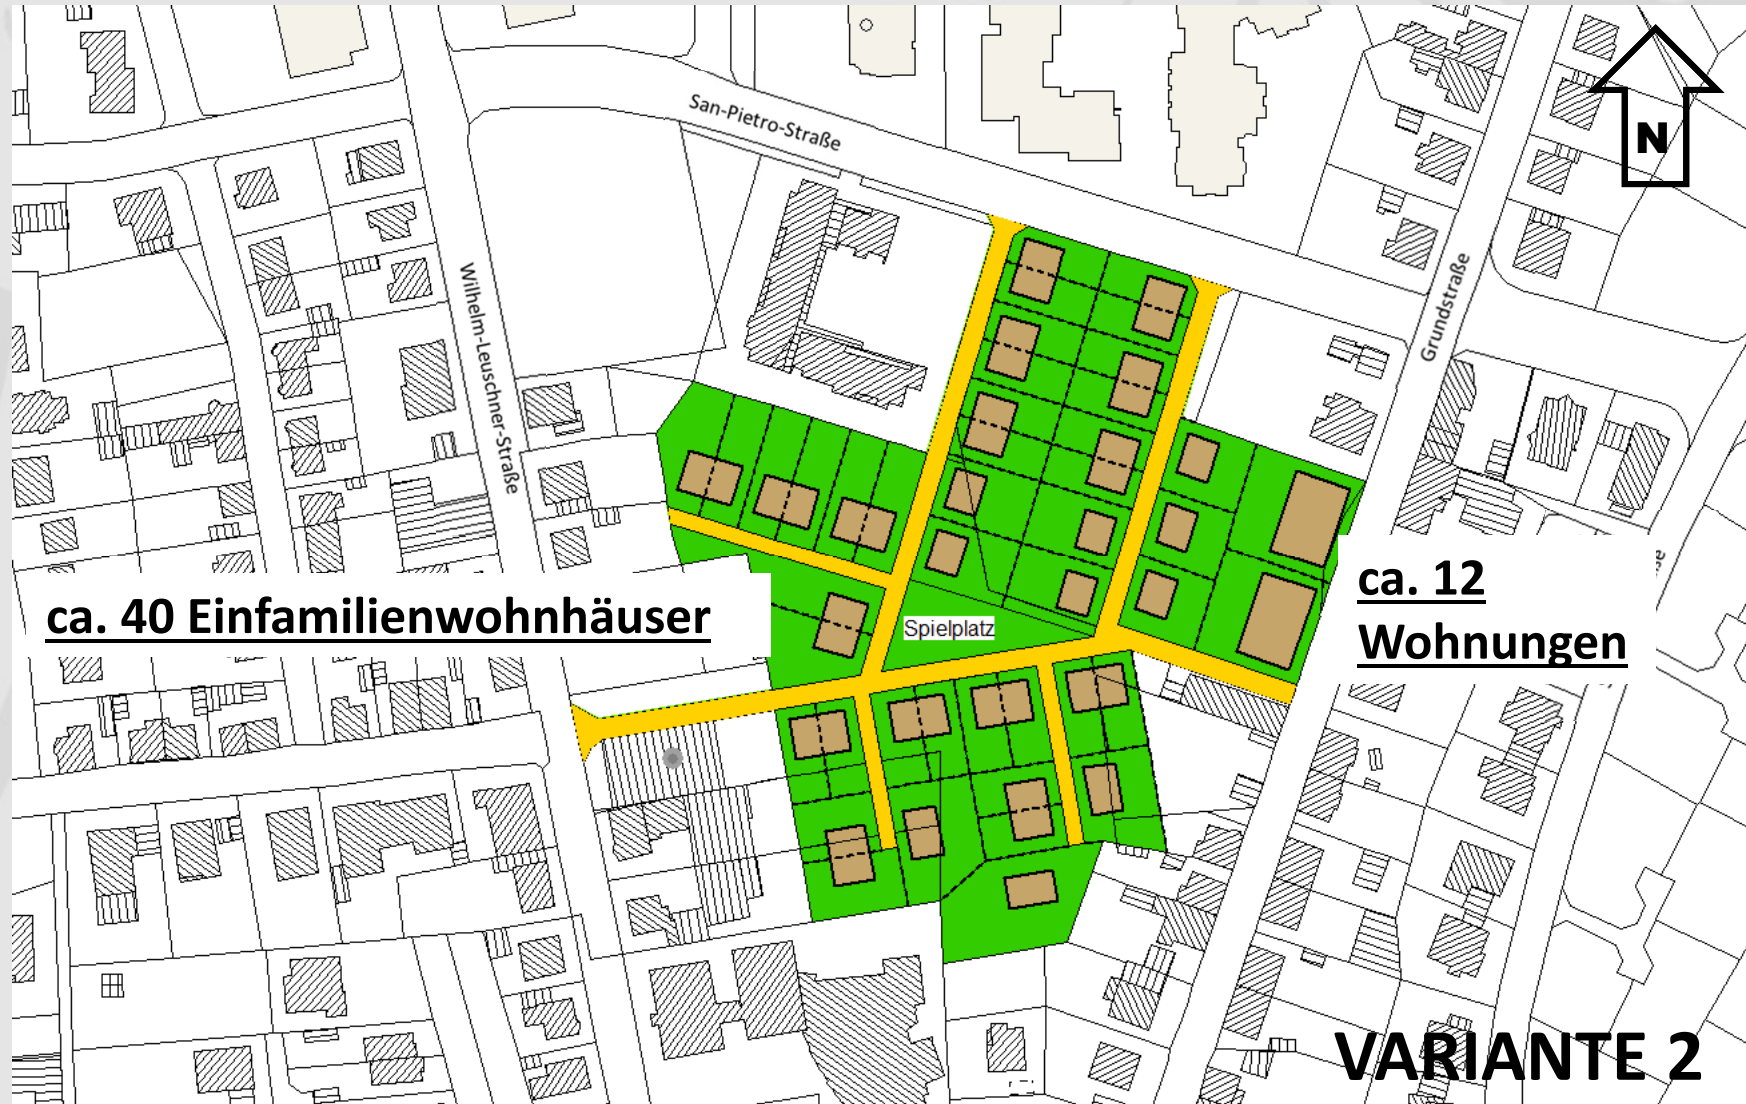 San-Pietro-Straße
N
Wilhelm-Leuschner-Straße
Grundstraße
ca. 40 Einfamilienwohnhäuser
Spielplatz
ca. 12
Wohnungen
VARIANTE 2